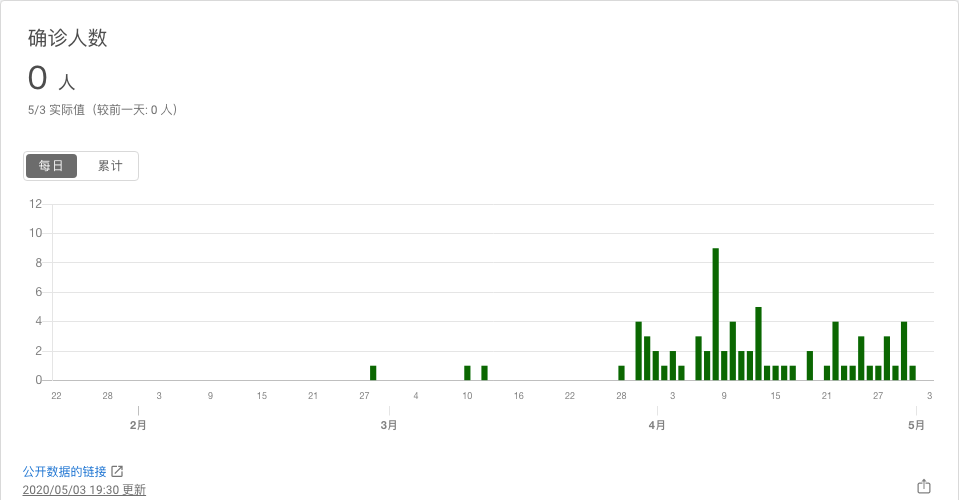 确诊人数
0 人
5/3 实际值（较前一天: 0 人）
每日 累计
12
10
8
6
4
2
0
22 28 3 9 15 21 27 4 10 16 22 28 3 9 15 21 27 3
2月 3月 4月 5月
公开数据的链接
2020/05/03 19:30 更新